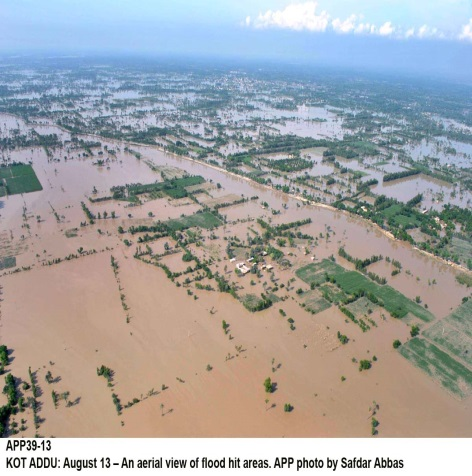 APP39-13
KOT ADDU: August 13 – An aerial view of flood hit areas. APP photo by Safdar Abbas